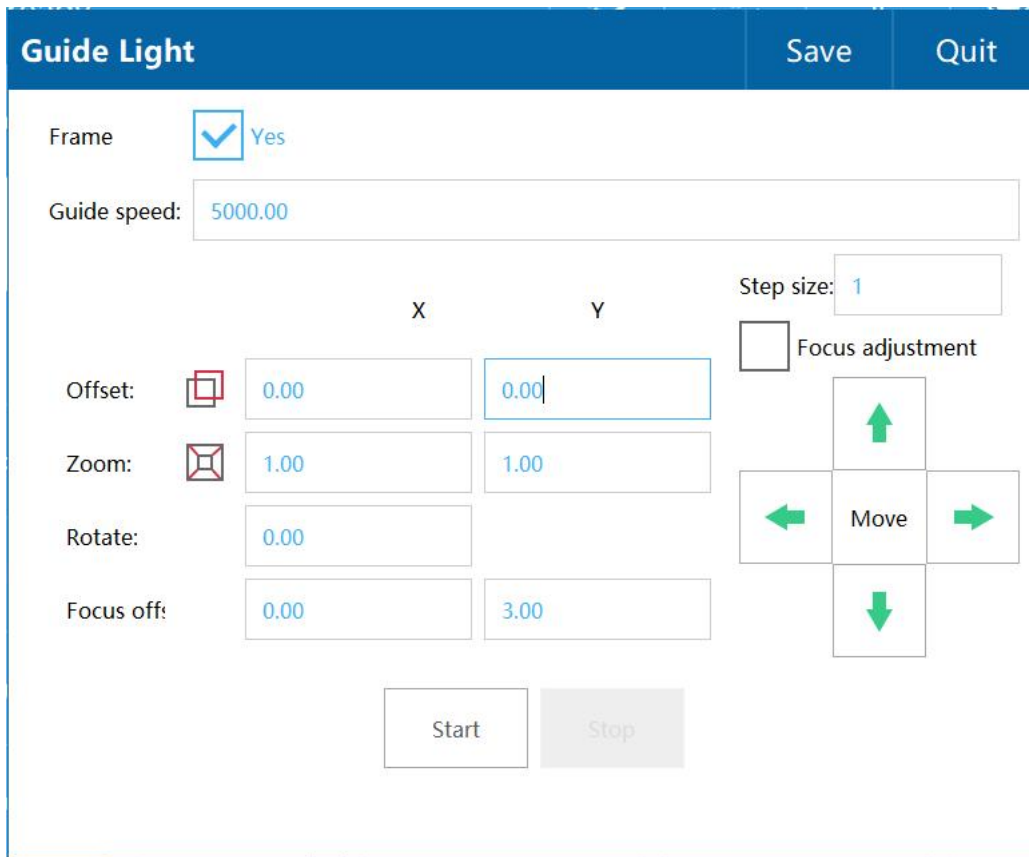 Guide Light Save Quit
Frame Yes
Guide speed: 5000.00
Step size: 1
X Y
Focus adjustment
Offset: 0.00 0.00
Zoom: 1.00 1.00
Move
Rotate: 0.00
Focus offs 0.00 3.00
Start Stop